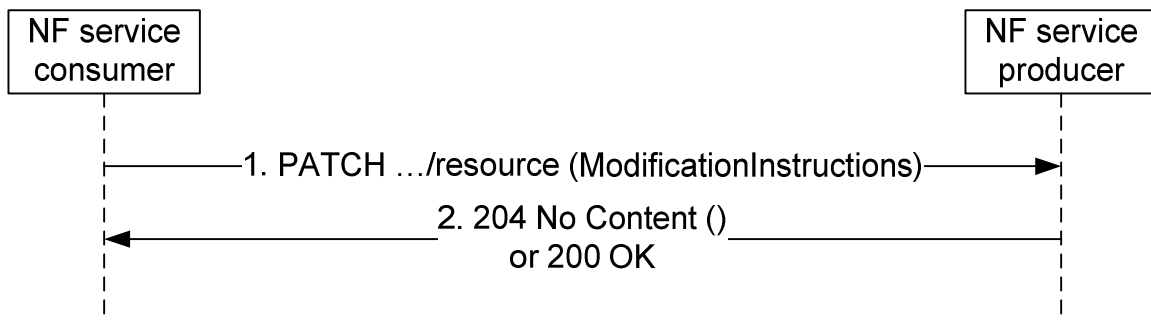 NF service
consumer
NF service
producer
1. PATCH …/resource (ModificationInstructions)
2. 204 No Content ()
or 200 OK